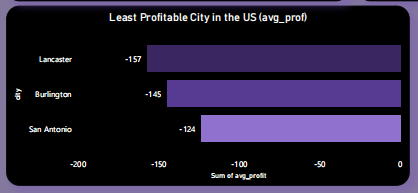 Least Profitable City in the US (avg_prof)
Lancaster -157
Burlington -145
San Antonio -124
city
-200 -150 -100 -50 0
Sum of avg_profit